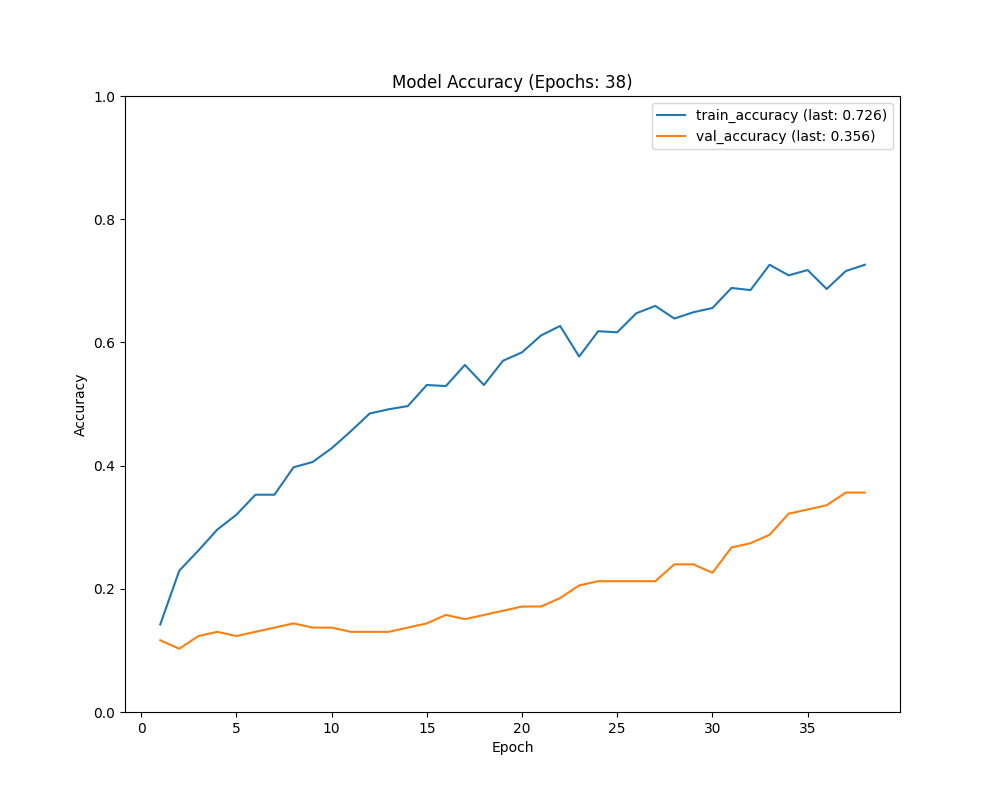 Model Accuracy (Epochs: 38)
train_accuracy (last: 0.726)
val_accuracy (last: 0.356)
Accuracy
1.0
0.8
0.6
0.4
0.2
0.0
0 5 10 15 20 25 30 35
Epoch